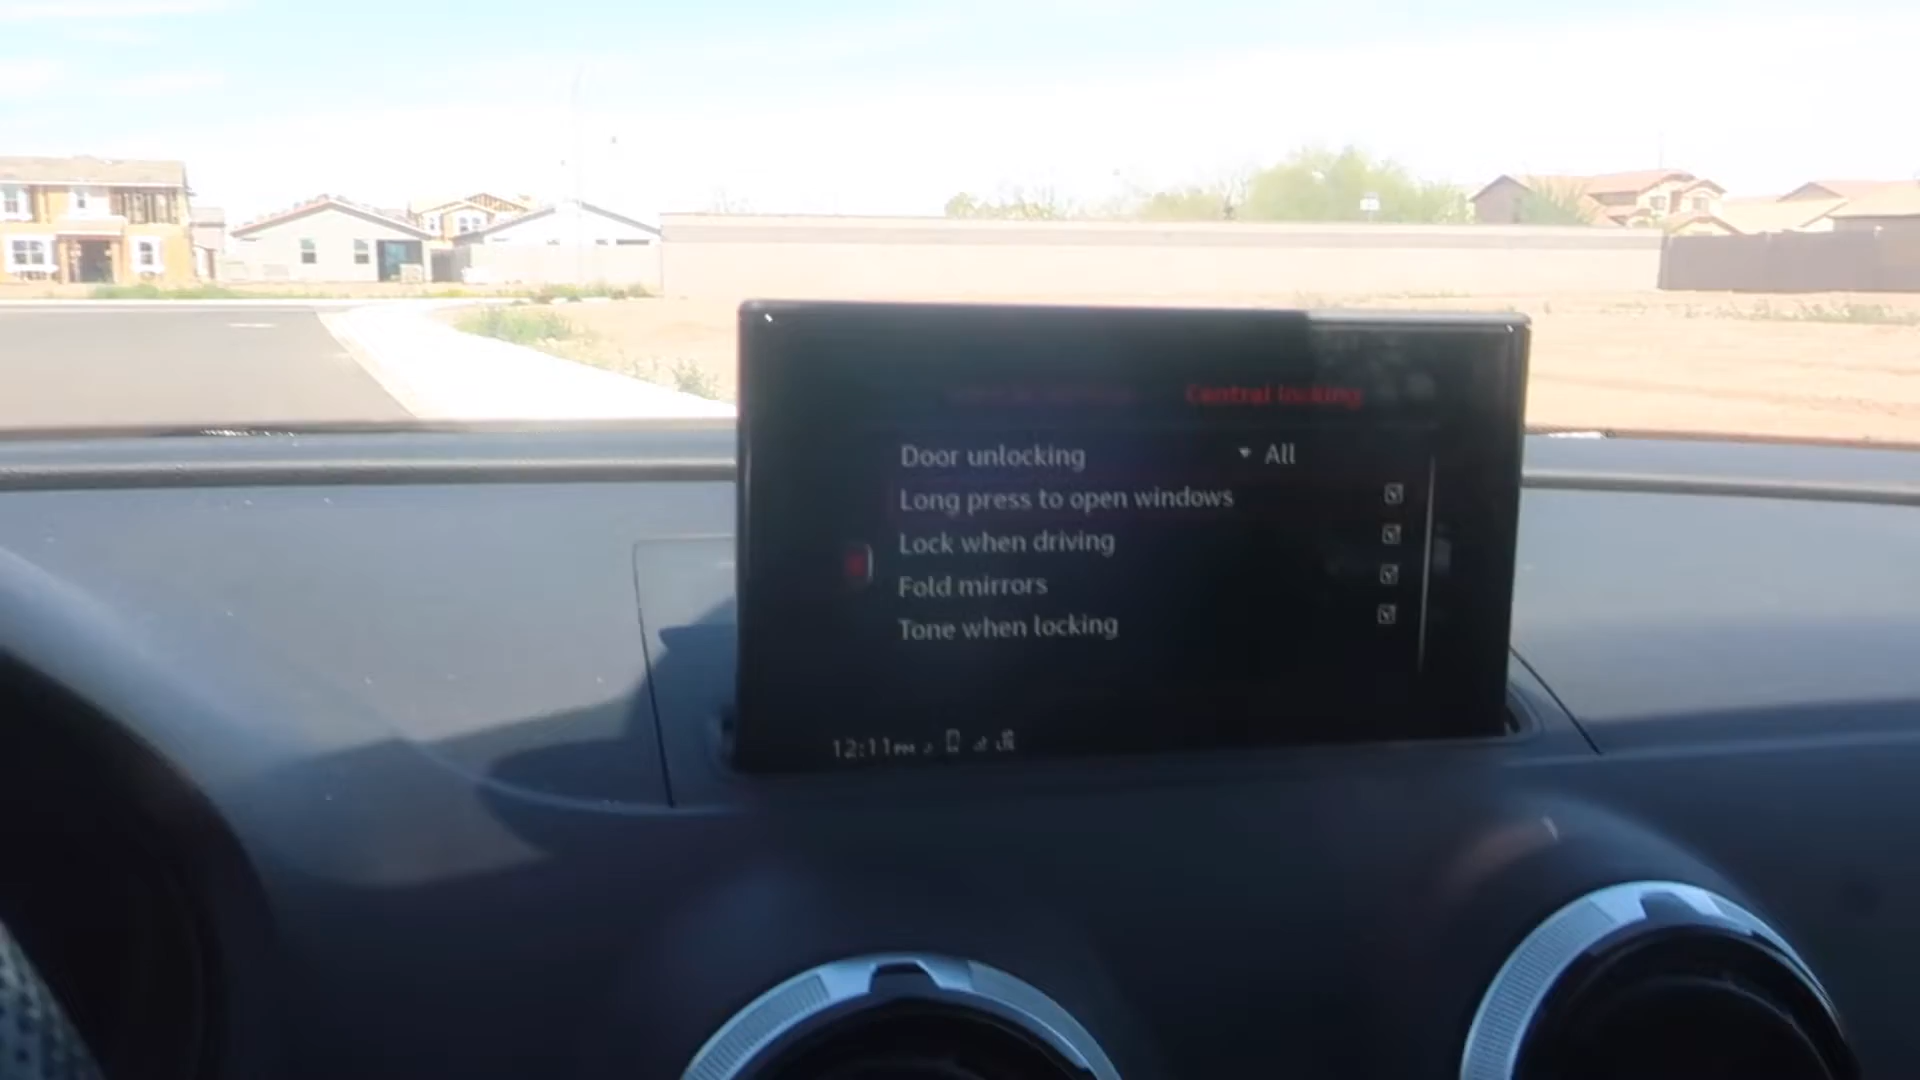 Central locking
Door unlocking All
Long press to open windows
Lock when driving
Fold mirrors
Tone when locking
12:11PM